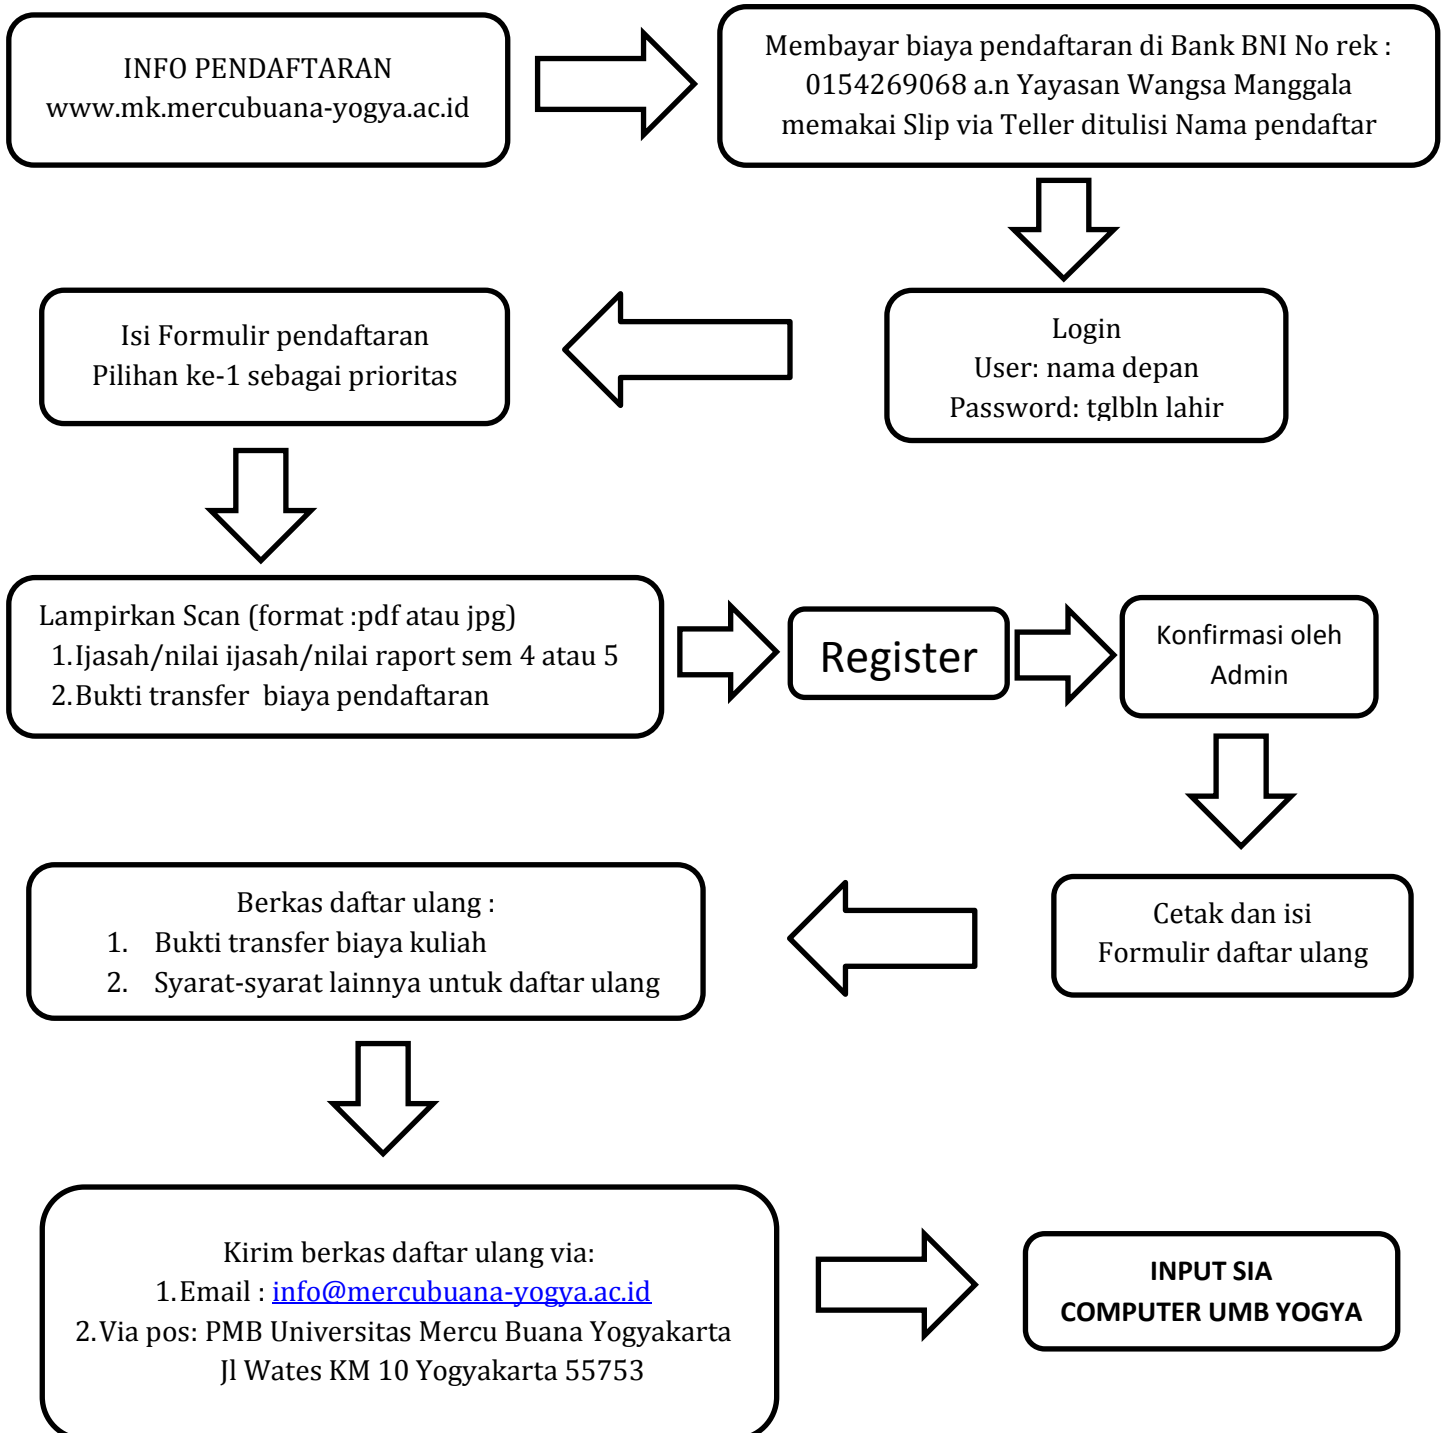 INFO PENDAFTARAN
www.mk.mercubuana-yogya.ac.id
Membayar biaya pendaftaran di Bank BNI No rek :
0154269068 a.n Yayasan Wangsa Manggala
memakai Slip via Teller ditulisi Nama pendaftar
Login
User: nama depan
Password: tglbln lahir
Isi Formulir pendaftaran
Pilihan ke-1 sebagai prioritas
Lampirkan Scan (format :pdf atau jpg)
1. Ijasah/nilai ijasah/nilai raport sem 4 atau 5
2. Bukti transfer  biaya pendaftaran
Register
Konfirmasi oleh
Admin
Cetak dan isi
Formulir daftar ulang
Berkas daftar ulang :
1. Bukti transfer biaya kuliah
2. Syarat-syarat lainnya untuk daftar ulang
Kirim berkas daftar ulang via:
1. Email : info@mercubuana-yogya.ac.id
2. Via pos: PMB Universitas Mercu Buana Yogyakarta
Jl Wates KM 10 Yogyakarta 55753
INPUT SIA
COMPUTER UMB YOGYA